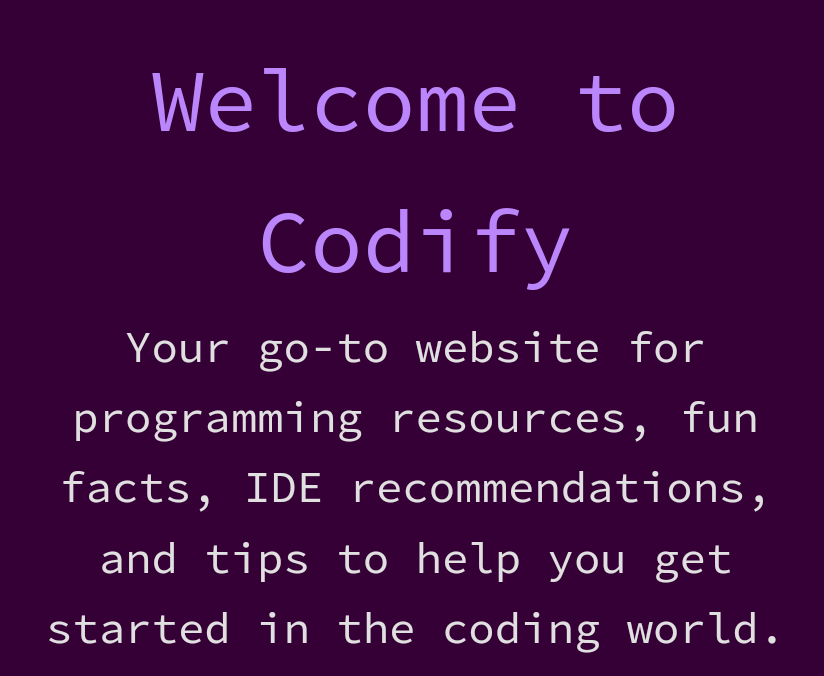 Welcome to
Codify
Your go-to website for
programming resources, fun
facts, IDE recommendations,
and tips to help you get
started in the coding world.